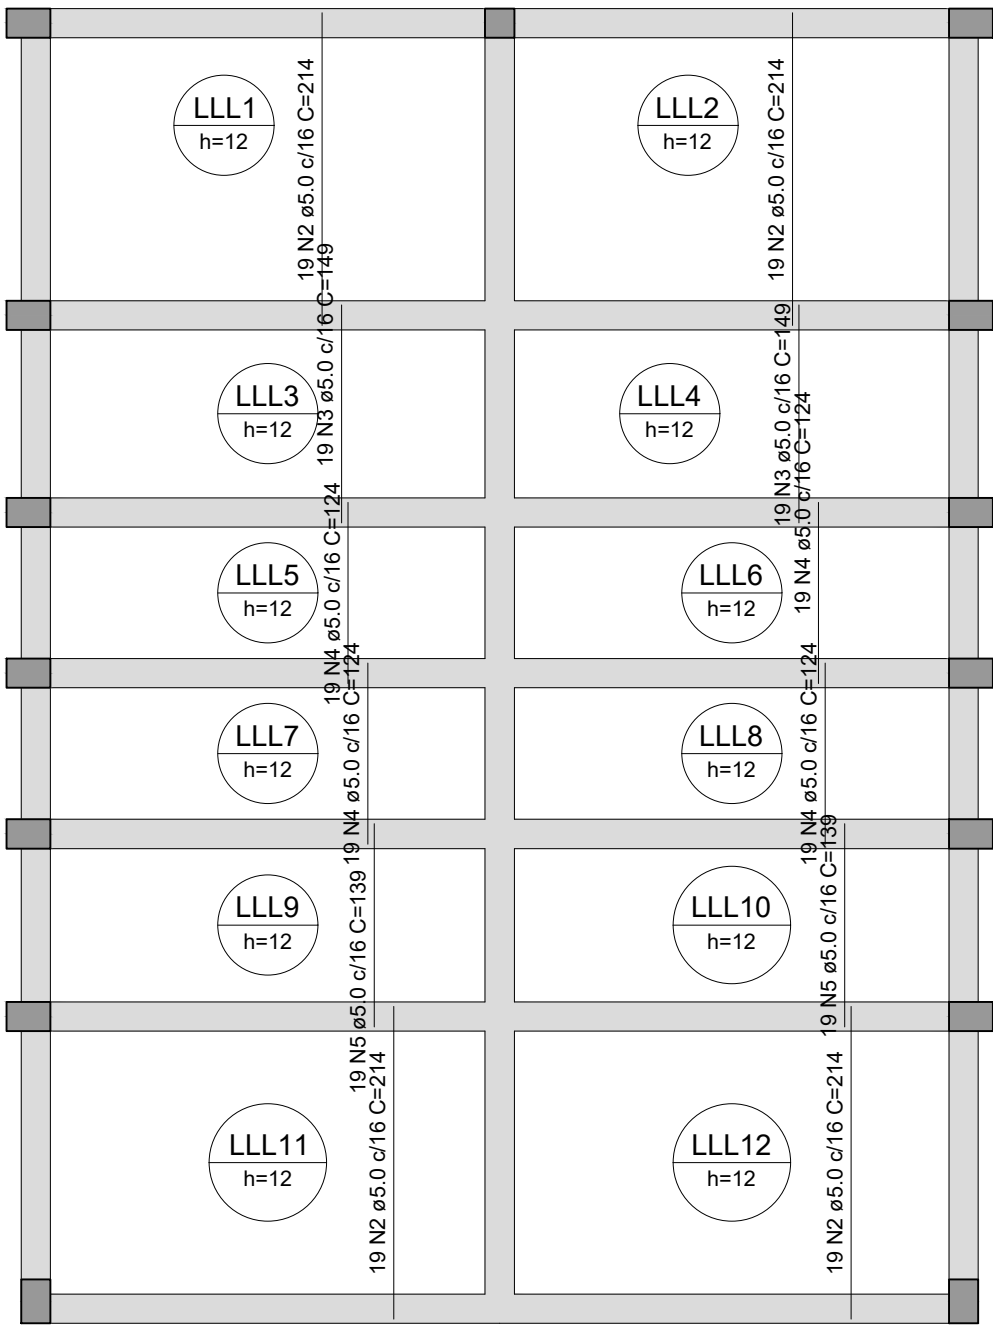 LLL1
h=12
19 N2 ø5.0 c/16 C=214
LLL2
h=12
19 N2 ø5.0 c/16 C=214
LLL3
h=12
19 N3 ø5.0 c/16 C=149
LLL4
h=12
19 N3 ø5.0 c/16 C=149
LLL5
h=12
19 N4 ø5.0 c/16 C=124
LLL6
h=12
19 N4 ø5.0 c/16 C=124
LLL7
h=12
19 N4 ø5.0 c/16 C=124
LLL8
h=12
19 N4 ø5.0 c/16 C=124
LLL9
h=12
19 N5 ø5.0 c/16 C=139
LLL10
h=12
19 N5 ø5.0 c/16 C=139
LLL11
h=12
19 N2 ø5.0 c/16 C=214
LLL12
h=12
19 N2 ø5.0 c/16 C=214